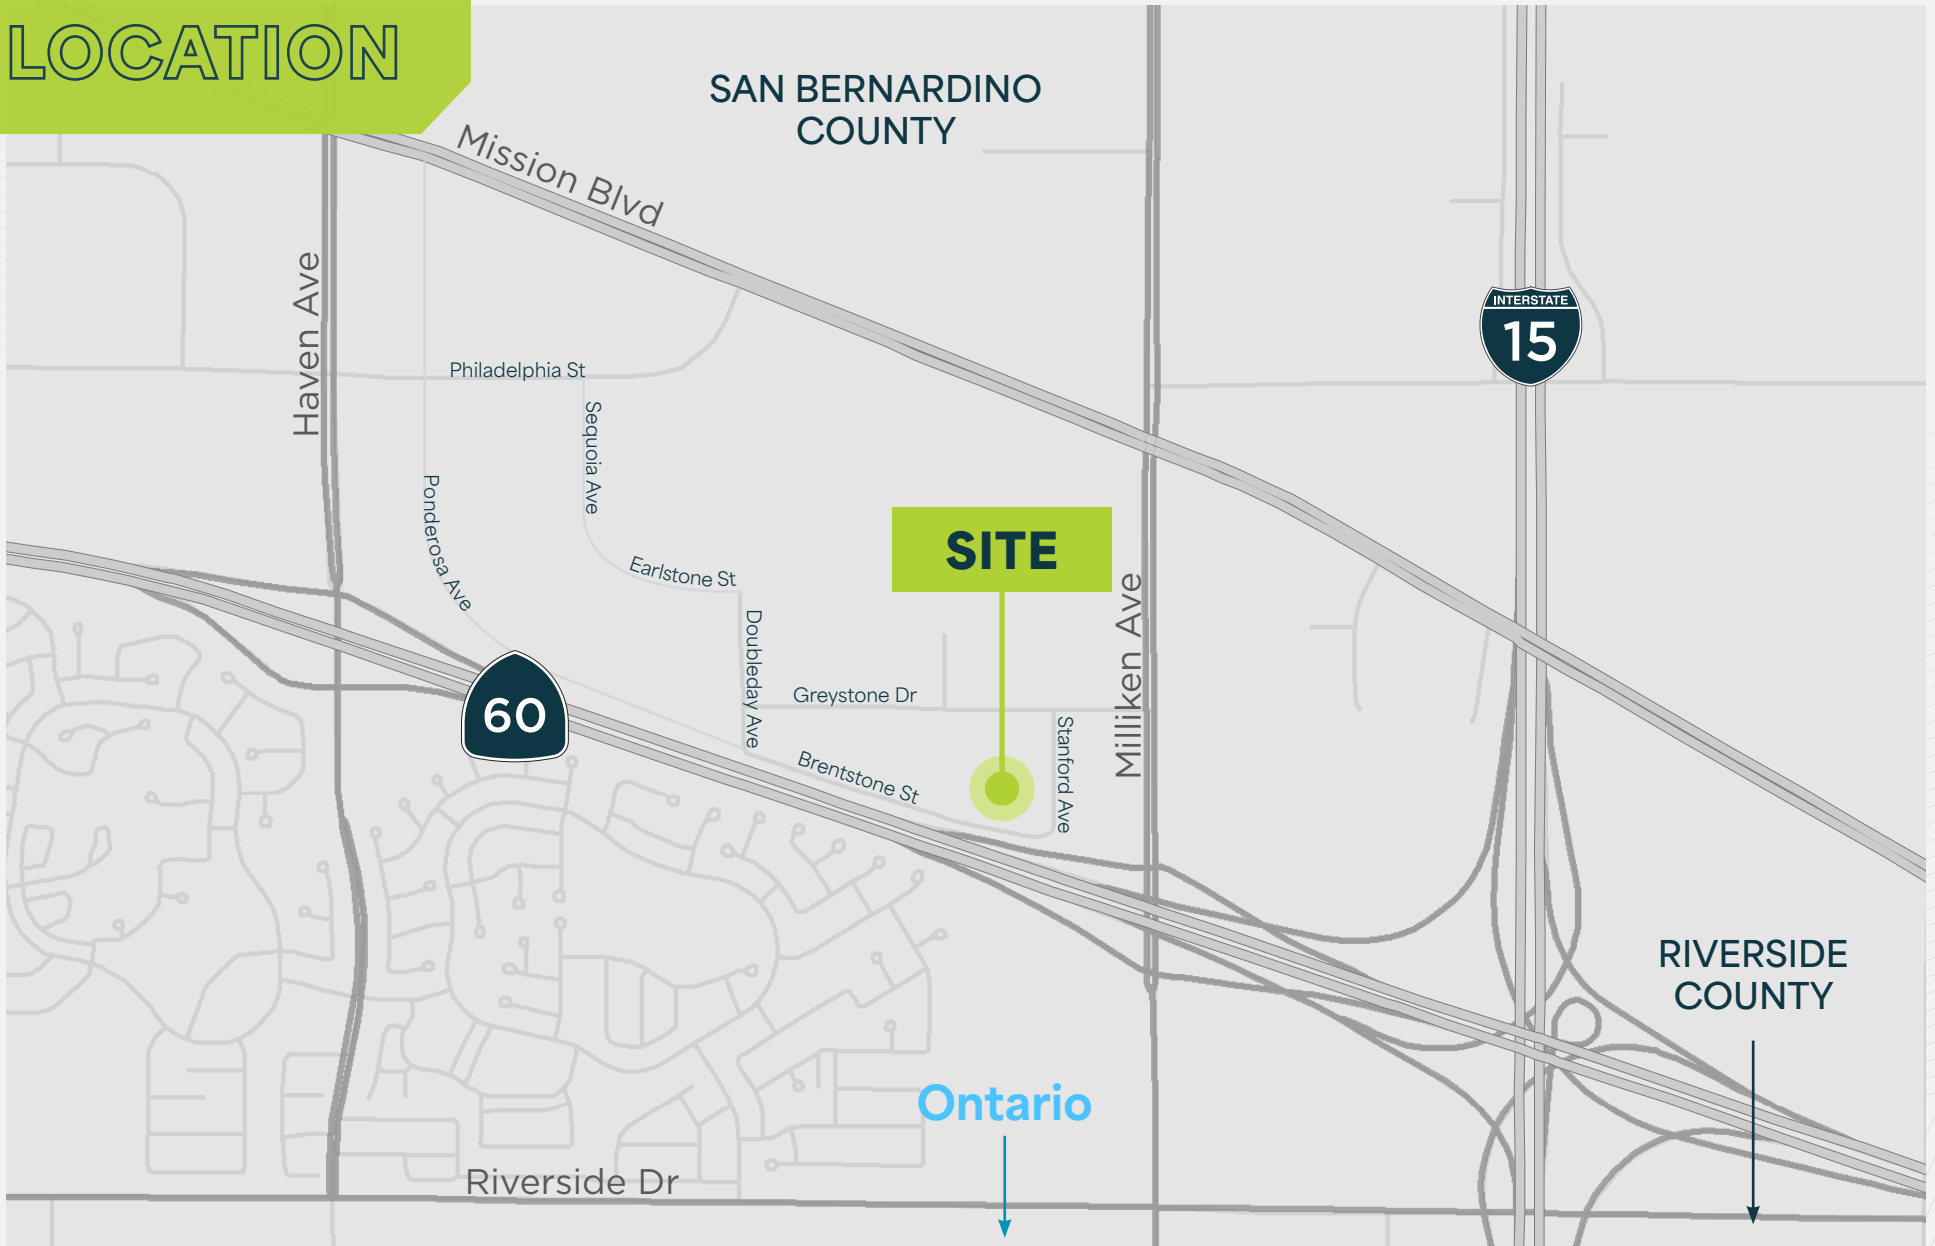 LOCATION
SAN BERNARDINO
COUNTY
Mission Blvd
Haven Ave
INTERSTATE
15
Philadelphia St
Sequoia Ave
Ponderosa Ave
SITE
Earlstone St
Milliken Ave
Doubleday Ave
Greystone Dr
60
Stanford Ave
Brentstone St
RIVERSIDE
COUNTY
Ontario
Riverside Dr